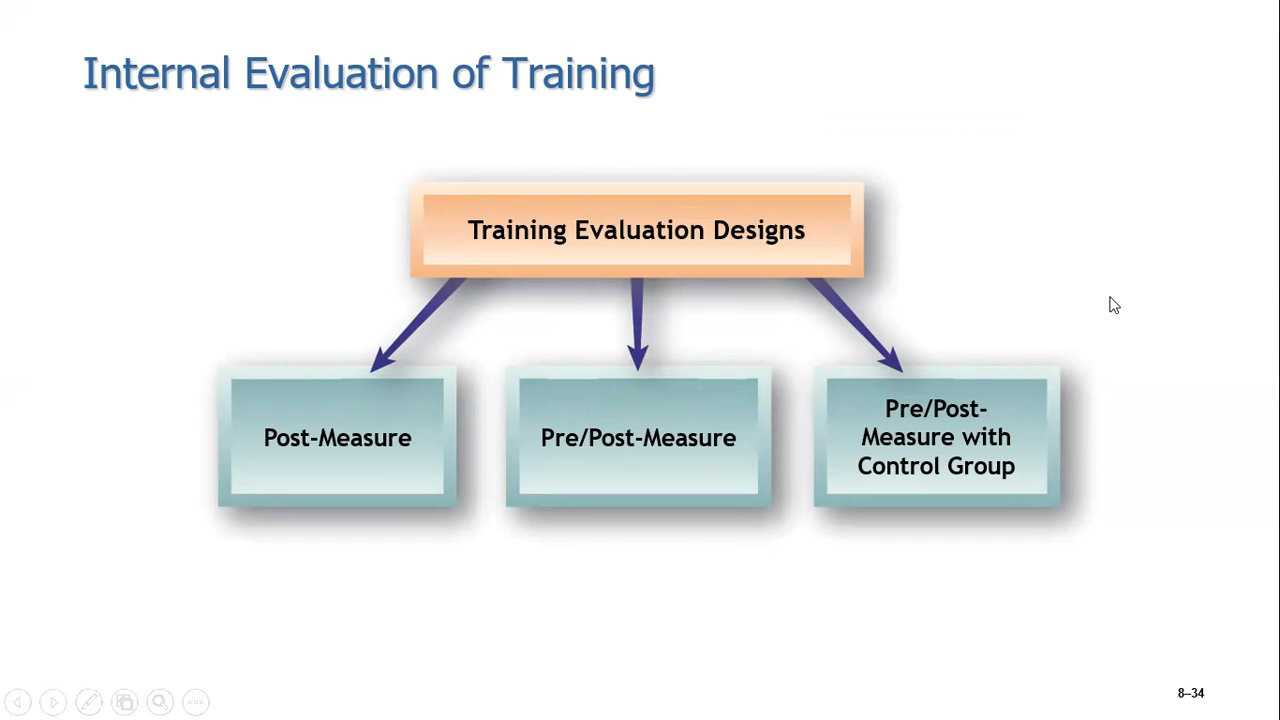 Internal Evaluation of Training
Training Evaluation Designs
Post-Measure
Pre/Post-Measure
Pre/Post-
Measure with
Control Group
8–34